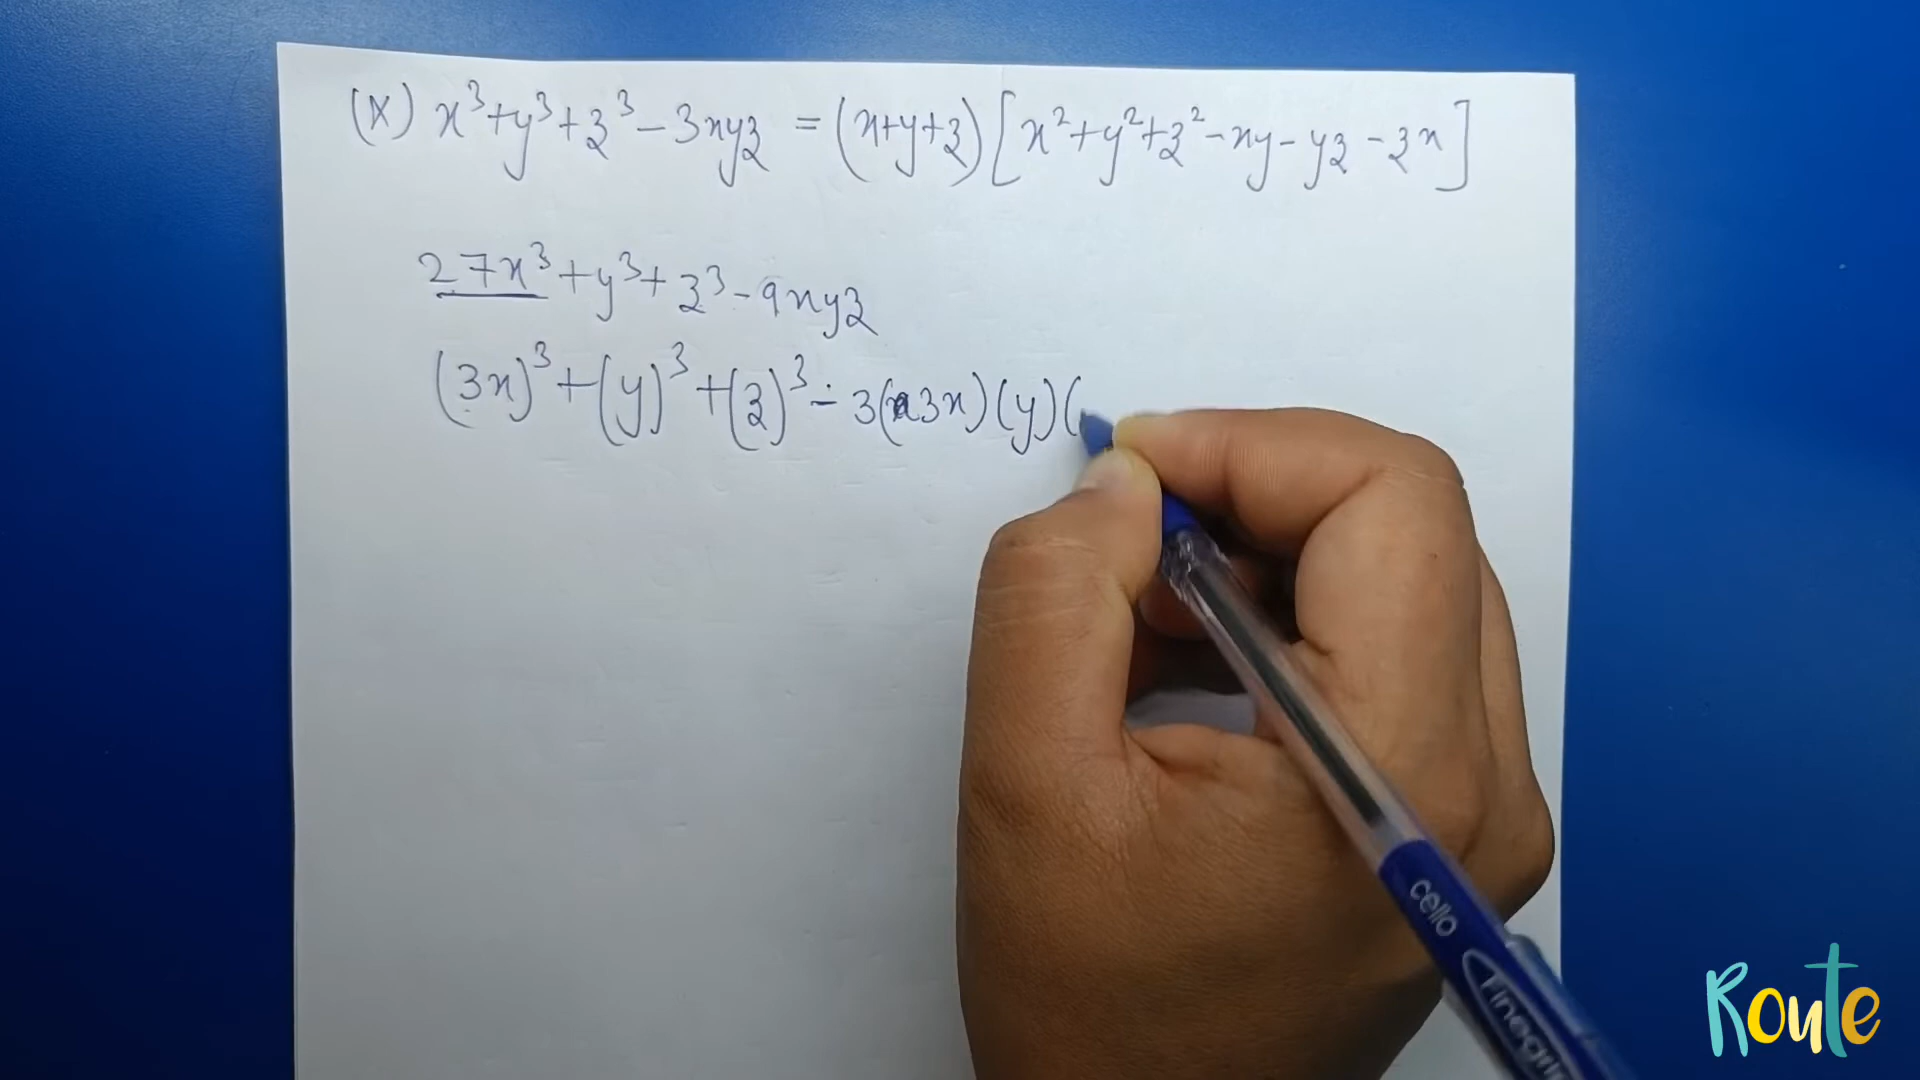 (x) x³+y³+z³-3xyz = (x+y+z)[x²+y²+z²-xy-yz-zx]
27x³+y³+z³-9xyz
(3x)³+(y)³+(z)³-3(3x)(y)(
cello
Finegrip
Route